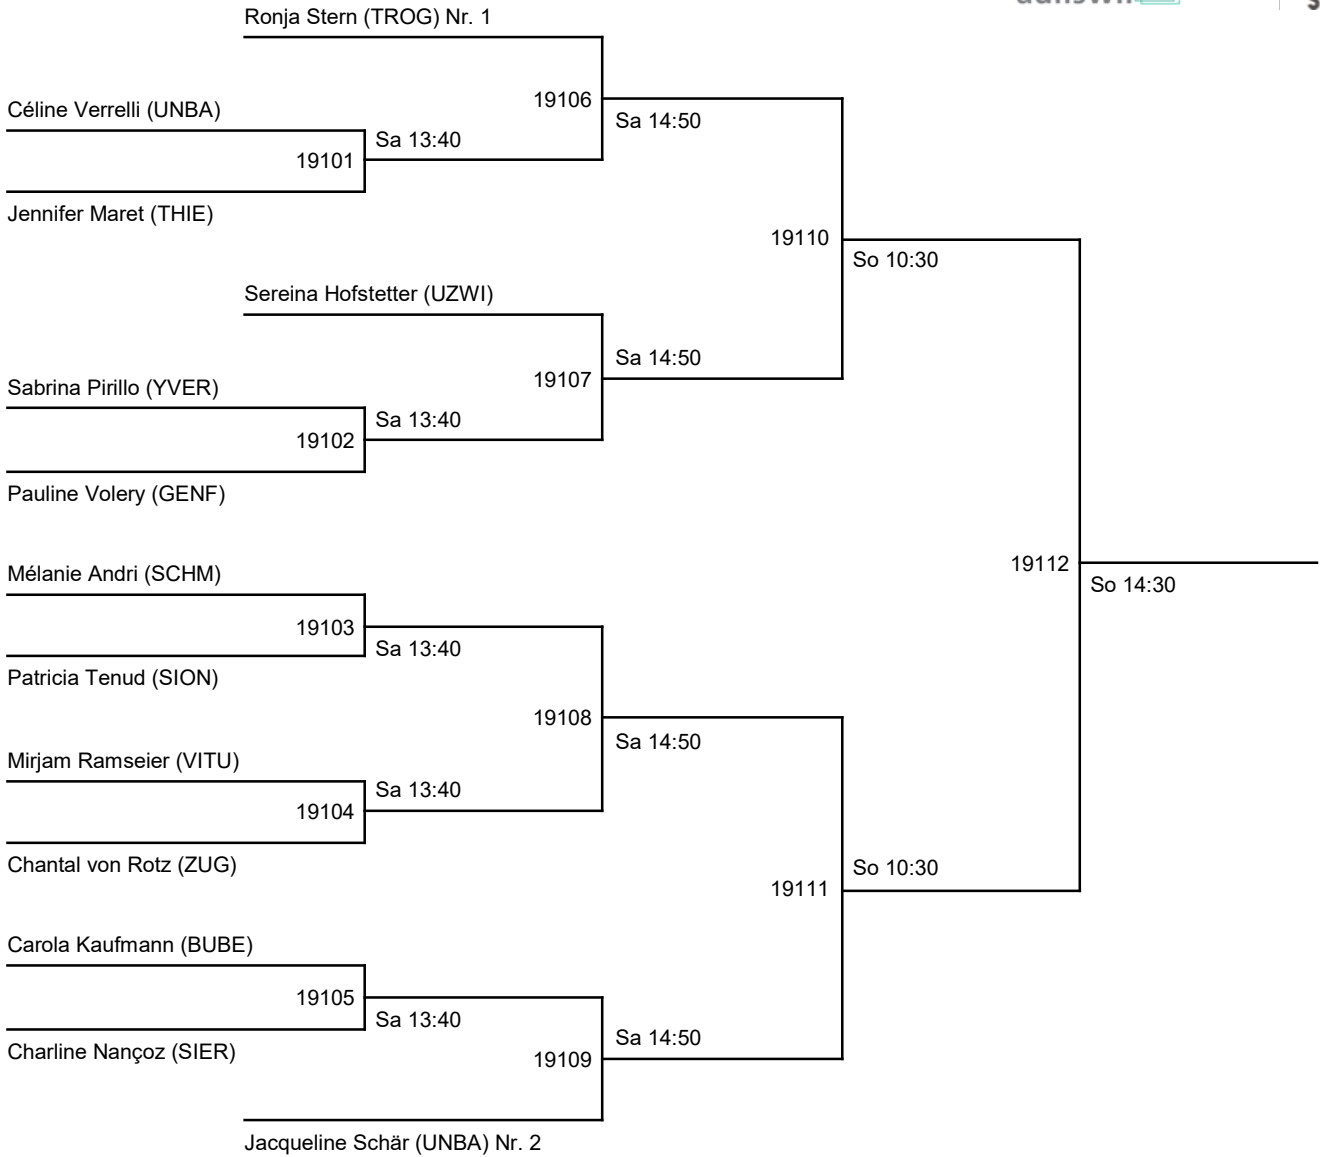 Ronja Stern (TROG) Nr. 1
19106
Sa 14:50
Céline Verrelli (UNBA)
Sa 13:40
19101
Jennifer Maret (THIE)
19110
So 10:30
Sereina Hofstetter (UZWI)
Sa 14:50
19107
Sabrina Pirillo (YVER)
Sa 13:40
19102
Pauline Volery (GENF)
Mélanie Andri (SCHM)
19112
So 14:30
19103
Sa 13:40
Patricia Tenud (SION)
19108
Sa 14:50
Mirjam Ramseier (VITU)
Sa 13:40
19104
Chantal von Rotz (ZUG)
So 10:30
19111
Carola Kaufmann (BUBE)
19105
Sa 13:40
Charline Nançoz (SIER)
Sa 14:50
19109
Jacqueline Schär (UNBA) Nr. 2